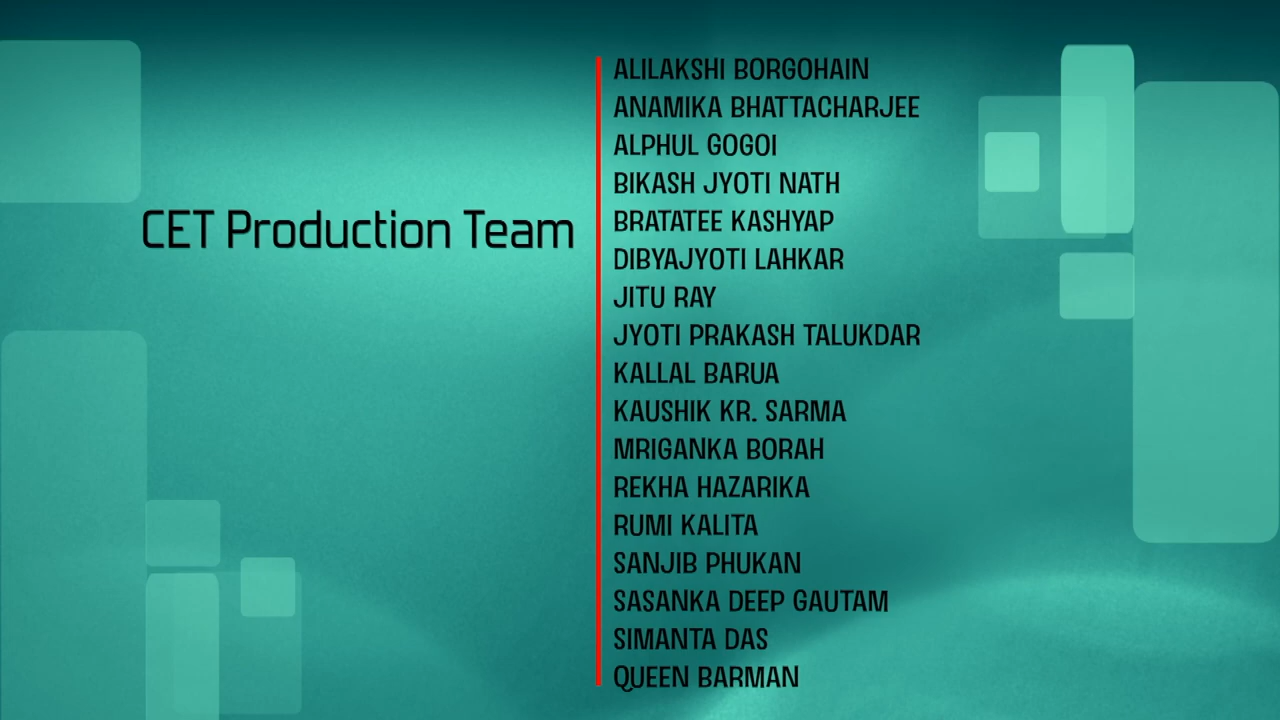 CET Production Team
ALILAKSHI BORGOHAIN
ANAMIKA BHATTACHARJEE
ALPHUL GOGOI
BIKASH JYOTI NATH
BRATATEE KASHYAP
DIBYAJYOTI LAHKAR
JITU RAY
JYOTI PRAKASH TALUKDAR
KALLAL BARUA
KAUSHIK KR. SARMA
MRIGANKA BORAH
REKHA HAZARIKA
RUMI KALITA
SANJIB PHUKAN
SASANKA DEEP GAUTAM
SIMANTA DAS
QUEEN BARMAN